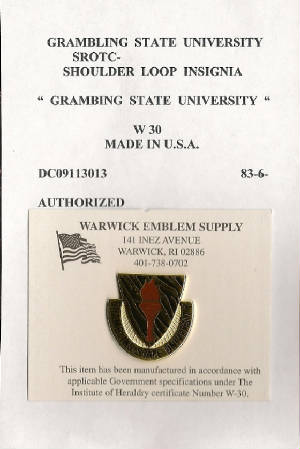 GRAMBLING STATE UNIVERSITY
SROTC-
SHOULDER LOOP INSIGNIA
“ GRAMBING STATE UNIVERSITY “
W 30
MADE IN U.S.A.
DC09113013 83-6-
AUTHORIZED
WARWICK EMBLEM SUPPLY
141 INEZ AVENUE
WARWICK, RI 02886
401-738-0702
This item has been manufactured in accordance with
applicable Government specifications under The
Institute of Heraldry certificate Number W-30.